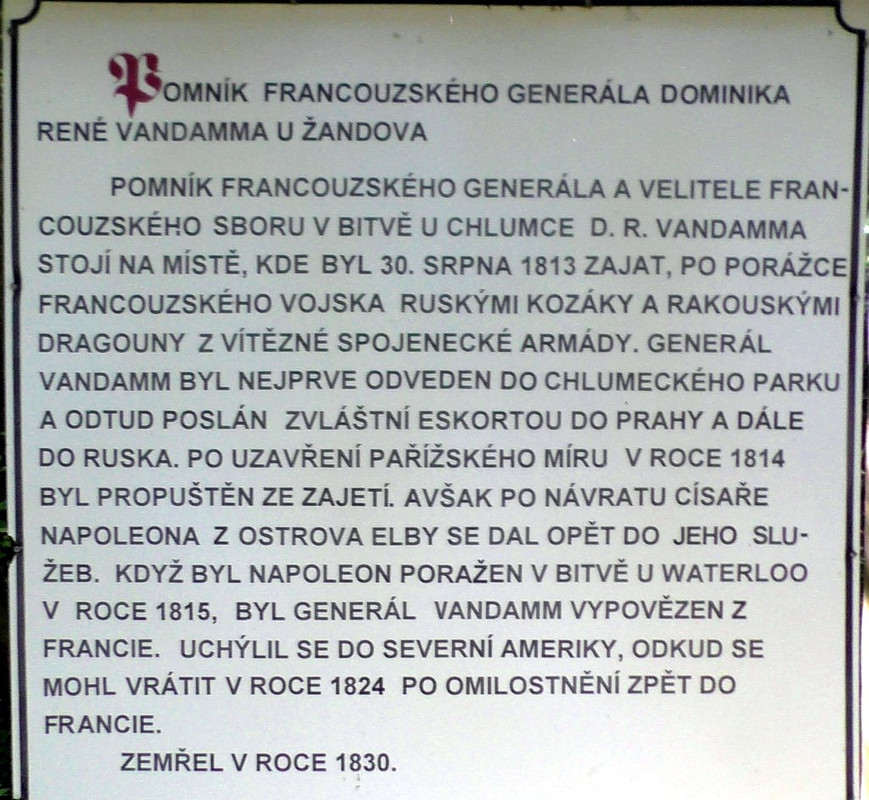 POMNÍK FRANCOUZSKÉHO GENERÁLA DOMINIKA
RENÉ VANDAMMA U ŽANDOVA
POMNÍK FRANCOUZSKÉHO GENERÁLA A VELITELE FRAN-
COUZSKÉHO SBORU V BITVĚ U CHLUMCE D. R. VANDAMMA
STOJÍ NA MÍSTĚ, KDE BYL 30. SRPNA 1813 ZAJAT, PO PORÁŽCE
FRANCOUZSKÉHO VOJSKA RUSKÝMI KOZÁKY A RAKOUSKÝMI
DRAGOUNY Z VÍTĚZNÉ SPOJENECKÉ ARMÁDY. GENERÁL
VANDAMM BYL NEJPRVE ODVEDEN DO CHLUMECKÉHO PARKU
A ODTUD POSLÁN ZVLÁŠTNÍ ESKORTOU DO PRAHY A DÁLE
DO RUSKA. PO UZAVŘENÍ PAŘÍŽSKÉHO MÍRU V ROCE 1814
BYL PROPUŠTĚN ZE ZAJETÍ. AVŠAK PO NÁVRATU CÍSAŘE
NAPOLEONA Z OSTROVA ELBY SE DAL OPĚT DO JEHO SLU-
ŽEB. KDYŽ BYL NAPOLEON PORAŽEN V BITVĚ U WATERLOO
V ROCE 1815, BYL GENERÁL VANDAMM VYPOVĚZEN Z
FRANCIE. UCHÝLIL SE DO SEVERNÍ AMERIKY, ODKUD SE
MOHL VRÁTIT V ROCE 1824 PO OMILOSTNĚNÍ ZPĚT DO
FRANCIE.
ZEMŘEL V ROCE 1830.